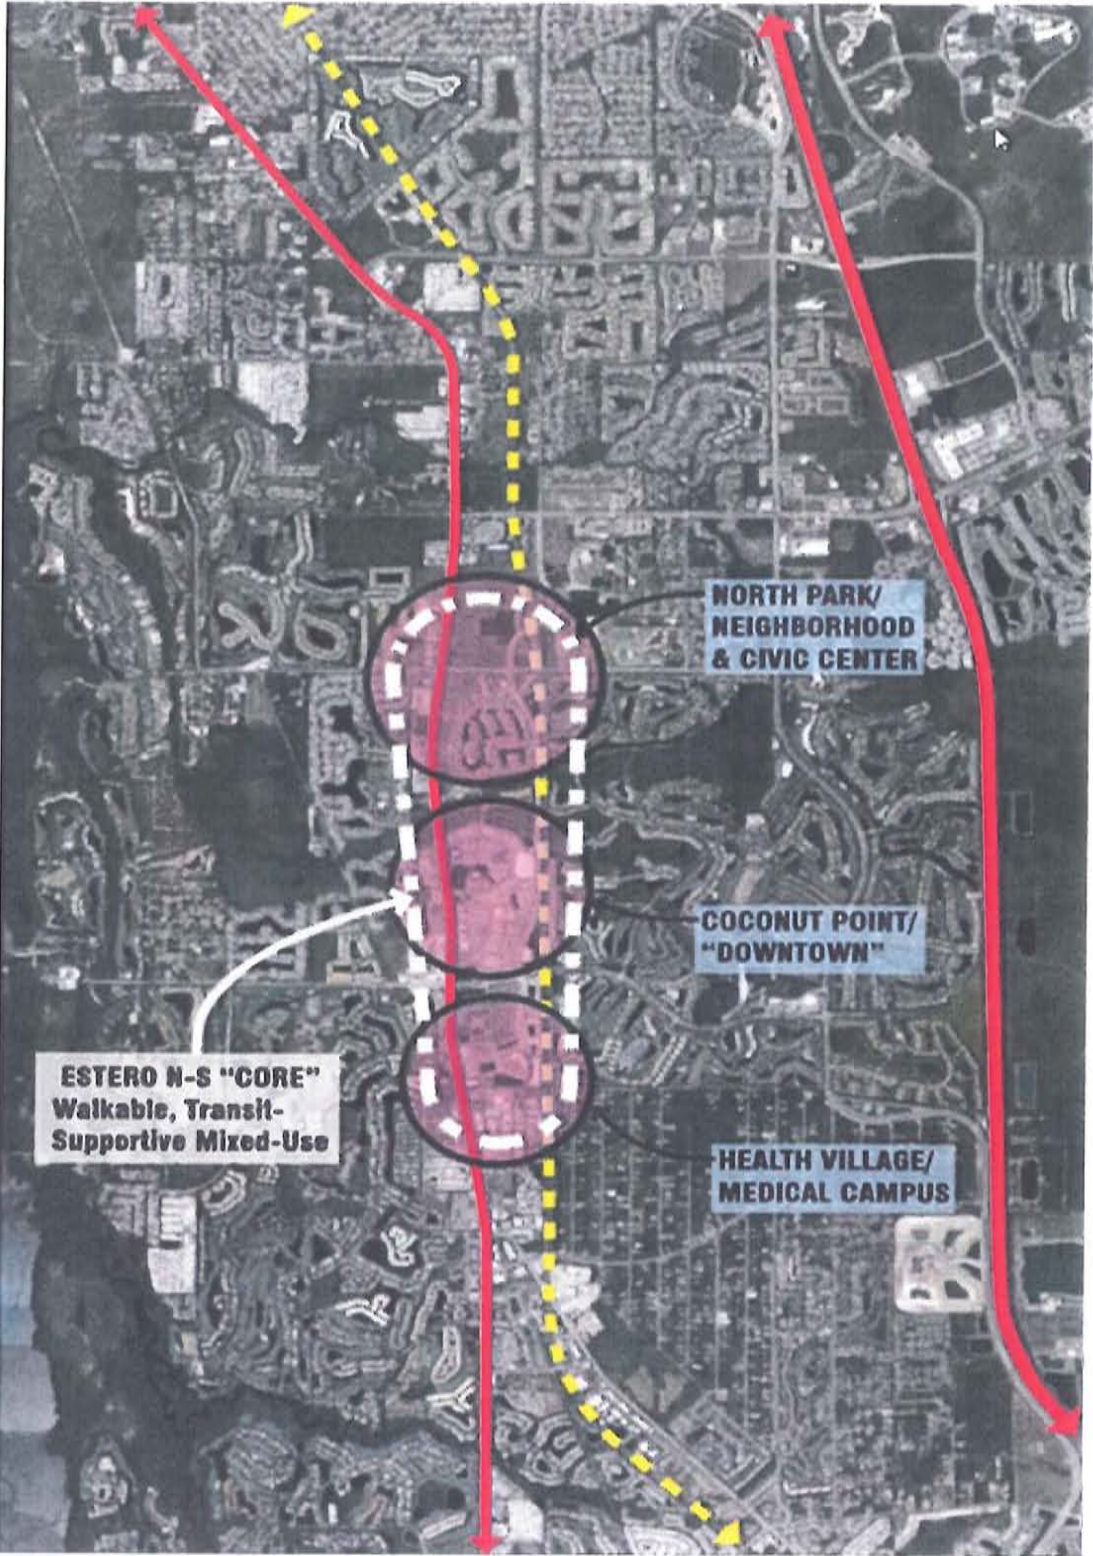 NORTH PARK/
NEIGHBORHOOD
& CIVIC CENTER
COCONUT POINT/
“DOWNTOWN”
ESTERO N-S “CORE”
Walkable, Transit-
Supportive Mixed-Use
HEALTH VILLAGE/
MEDICAL CAMPUS